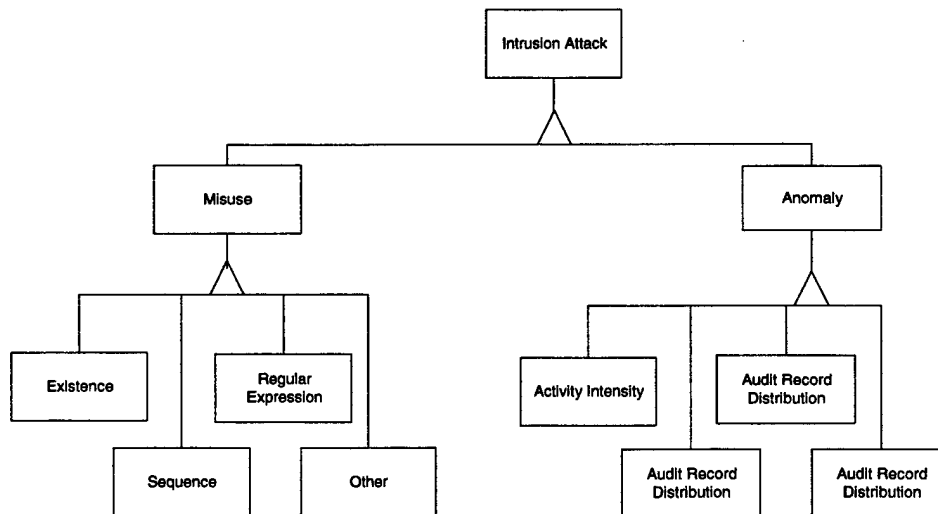 Intrusion Attack
Misuse
Anomaly
Existence
Regular
Expression
Activity Intensity
Audit Record
Distribution
Sequence
Other
Audit Record
Distribution
Audit Record
Distribution